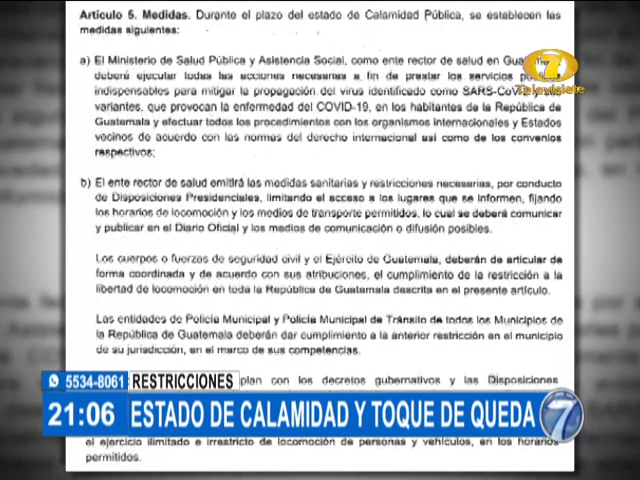 Artículo 5. Medidas. Durante el plazo del estado de Calamidad Pública, se establecen las
medidas siguientes:
a) El Ministerio de Salud Pública y Asistencia Social, como ente rector de salud en
deberá ejecutar todas las acciones necesarias a fin de prestar los servicios
indispensables para mitigar la propagación del virus identificado como SARS-CoV
variantes, que provocan la enfermedad del COVID-19, en los habitantes de la República de
Guatemala y efectuar todos los procedimientos con los organismos internacionales y Estados
vecinos de acuerdo con las normas del derecho internacional así como de los convenios
respectivos;
7
Televisiete
b) El ente rector de salud emitirá las medidas sanitarias y restricciones necesarias, por conducto
de Disposiciones Presidenciales, limitando el acceso a los lugares que se informen, fijando
los horarios de locomoción y los medios de transporte permitidos, lo cual se deberá comunicar
y publicar en el Diario Oficial y los medios de comunicación o difusión posibles.
Los cuerpos o fuerzas de seguridad civil y el Ejército de Guatemala, deberán de articular de
forma coordinada y de acuerdo con sus atribuciones, el cumplimiento de la restricción a la
libertad de locomoción en toda la República de Guatemala descrita en el presente artículo.
Las entidades de Policía Municipal y Policía Municipal de Tránsito de todos los Municipios de
la República de Guatemala deberán dar cumplimiento a la anterior restricción en el municipio
de su jurisdicción, en el marco de sus competencias.
plan con los decretos gubernativos y las Disposiciones
5534-8061 RESTRICCIONES
21:06 ESTADO DE CALAMIDAD Y TOQUE DE QUEDA 7
el ejercicio ilimitado e irrestricto de locomoción de personas y vehículos, en los horarios
permitidos.